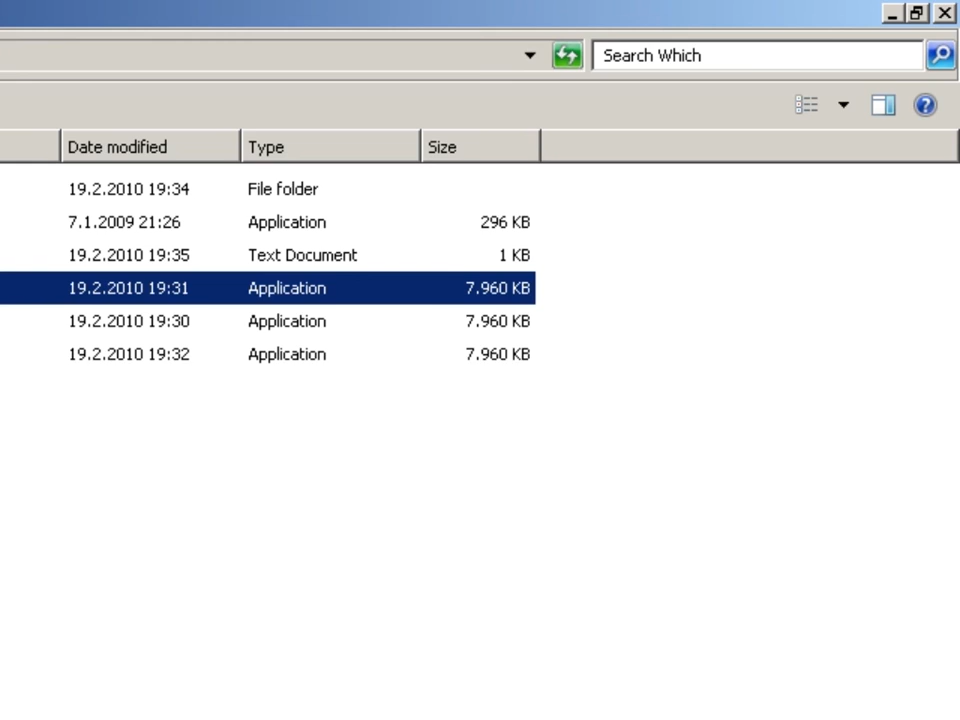 Search Which
Date modified Type Size
19.2.2010 19:34 File folder
7.1.2009 21:26 Application 296 KB
19.2.2010 19:35 Text Document 1 KB
19.2.2010 19:31 Application 7.960 KB
19.2.2010 19:30 Application 7.960 KB
19.2.2010 19:32 Application 7.960 KB